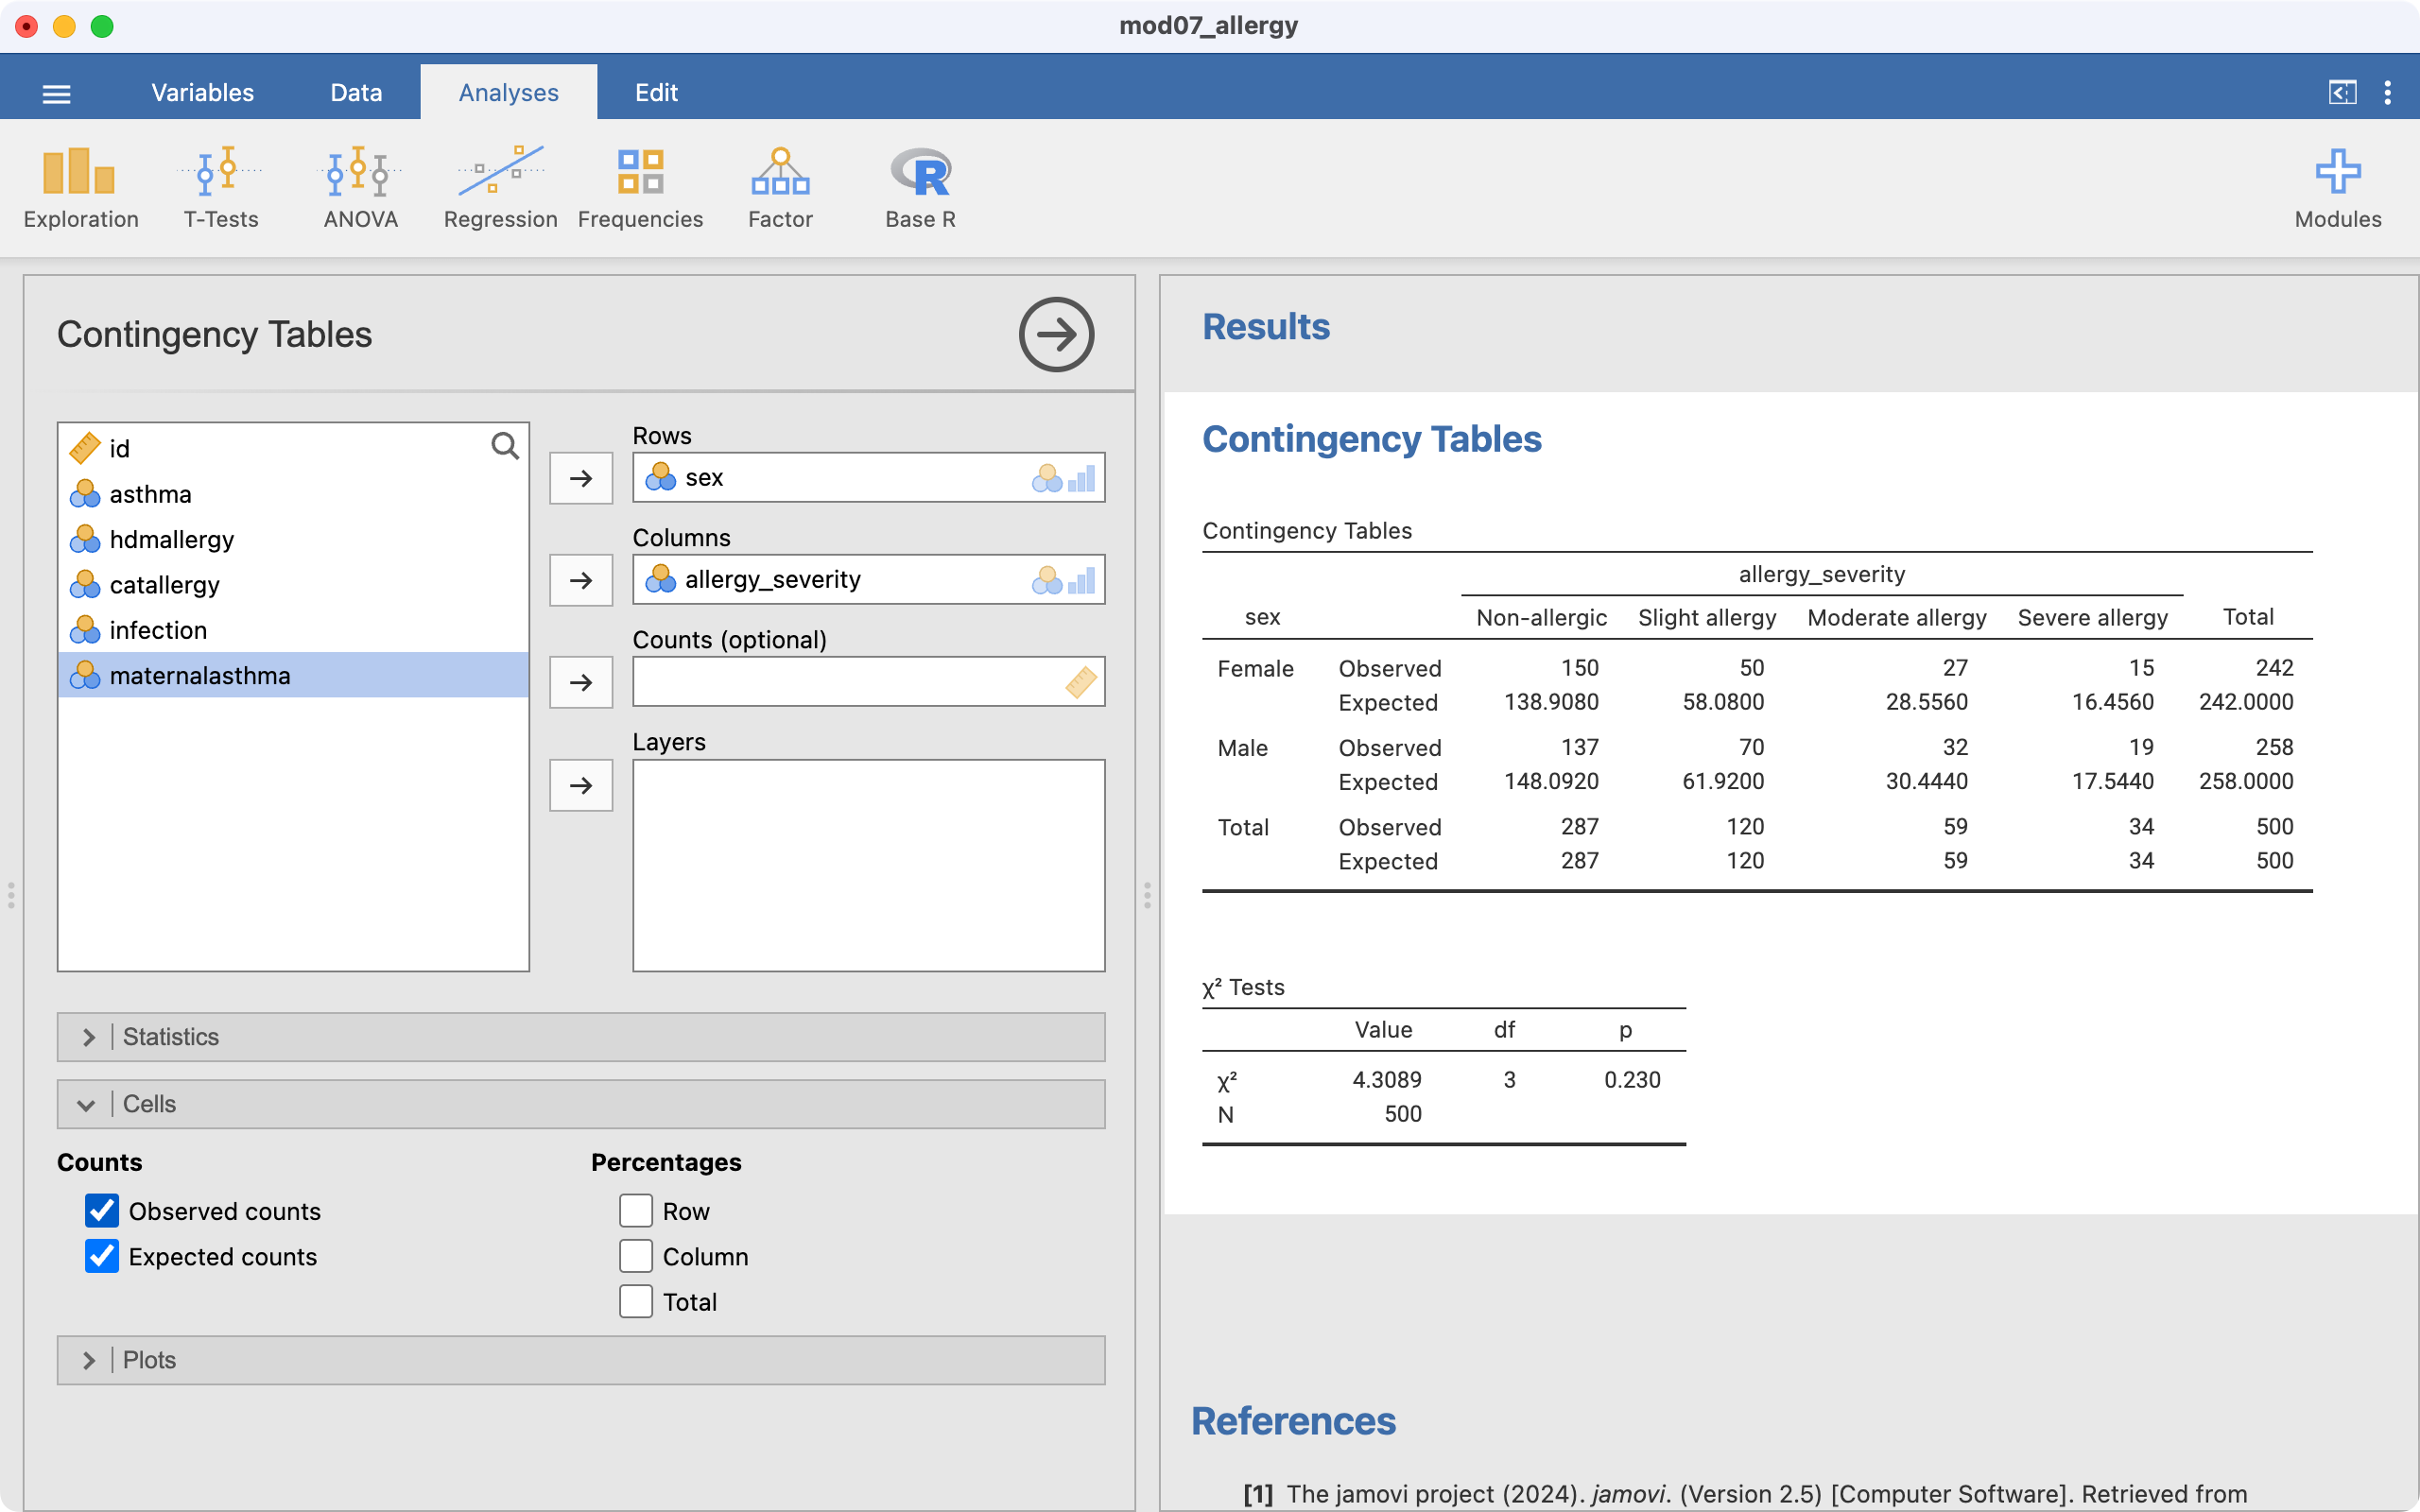 mod07_allergy
Variables Data Analyses Edit
Exploration T-Tests ANOVA Regression Frequencies Factor Base R Modules
Contingency Tables
id
asthma
hdmallergy
catallergy
infection
maternalasthma
Rows
sex
Columns
allergy_severity
Counts (optional)
Layers
Statistics
Cells
Counts Percentages
Observed counts Row
Expected counts Column
Total
Plots
Results
Contingency Tables
Contingency Tables
allergy_severity
sex Non-allergic Slight allergy Moderate allergy Severe allergy Total
Female Observed 150 50 27 15 242
Expected 138.9080 58.0800 28.5560 16.4560 242.0000
Male Observed 137 70 32 19 258
Expected 148.0920 61.9200 30.4440 17.5440 258.0000
Total Observed 287 120 59 34 500
Expected 287 120 59 34 500
χ² Tests
Value df p
χ² 4.3089 3 0.230
N 500
References
[1] The jamovi project (2024). jamovi. (Version 2.5) [Computer Software]. Retrieved from